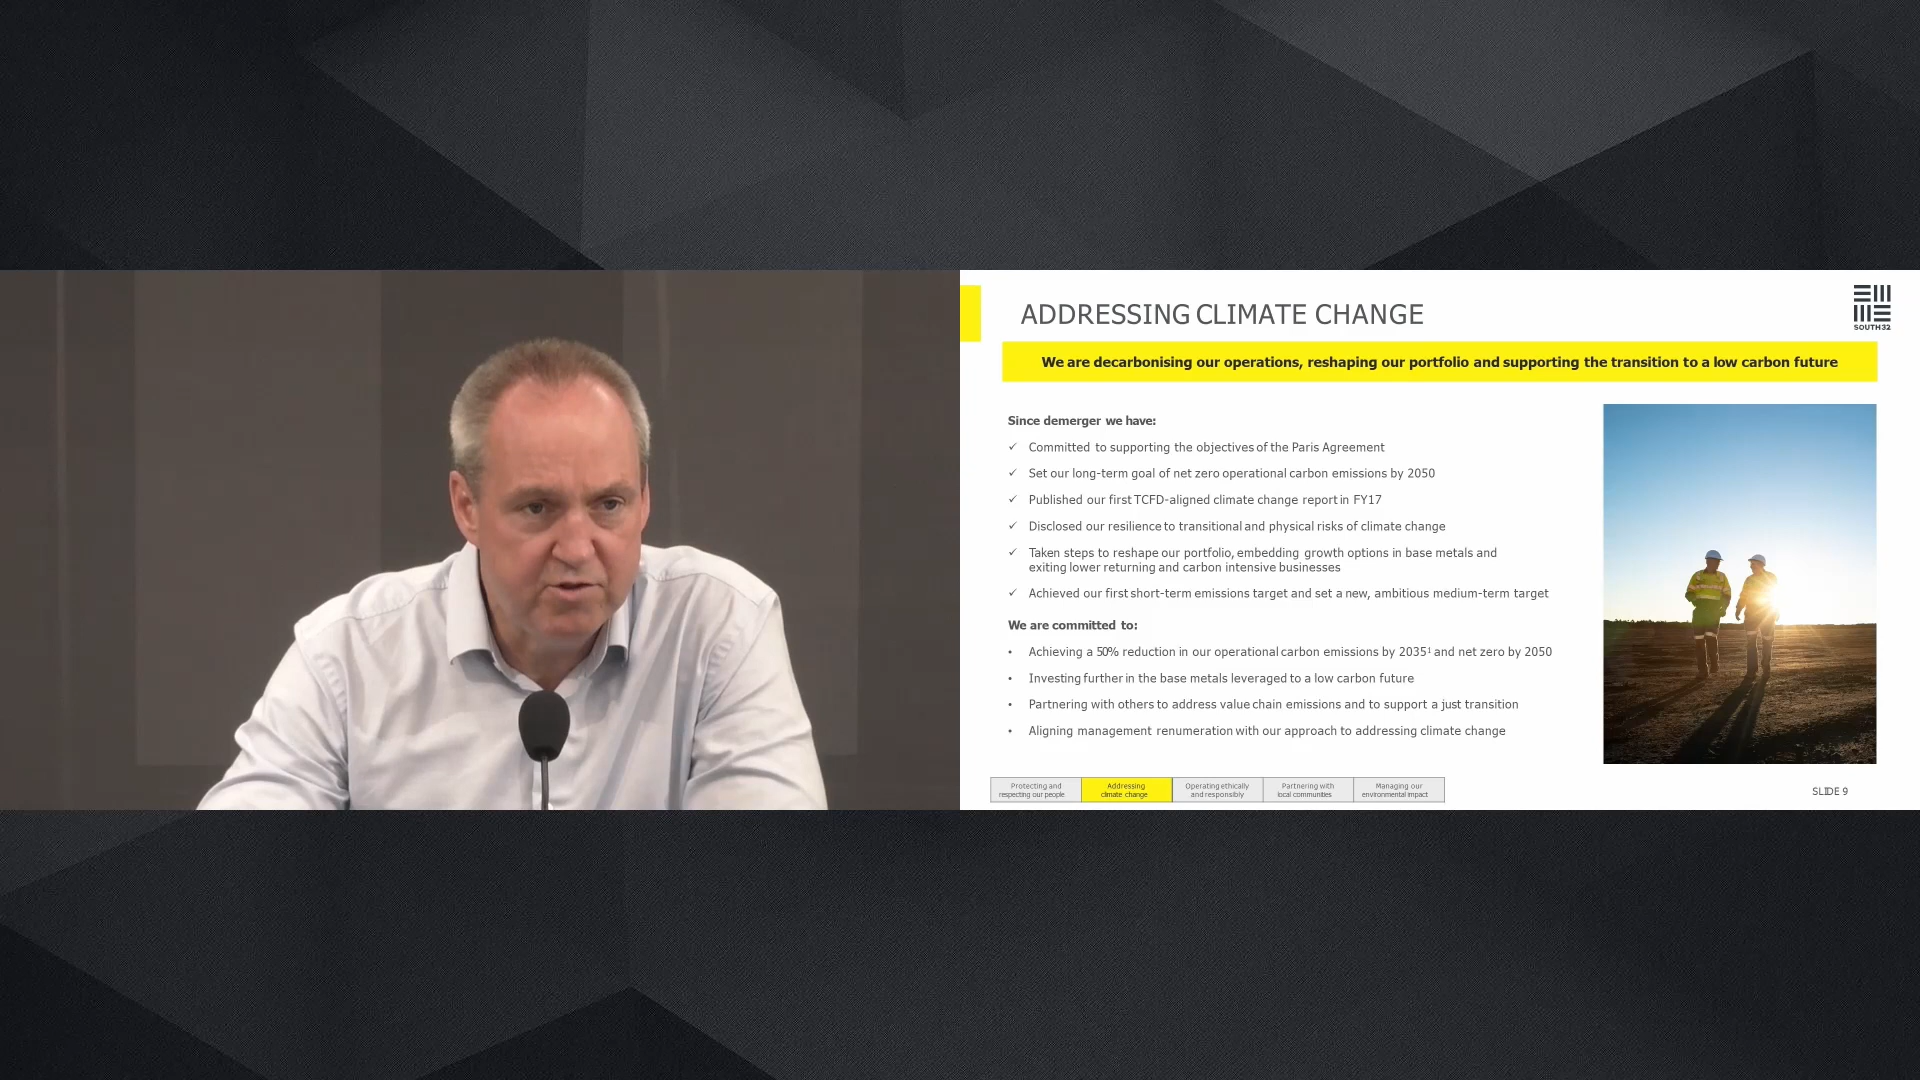 ADDRESSING CLIMATE CHANGE
SOUTH32
We are decarbonising our operations, reshaping our portfolio and supporting the transition to a low carbon future
Since demerger we have:
✓ Committed to supporting the objectives of the Paris Agreement
✓ Set our long-term goal of net zero operational carbon emissions by 2050
✓ Published our first TCFD-aligned climate change report in FY17
✓ Disclosed our resilience to transitional and physical risks of climate change
✓ Taken steps to reshape our portfolio, embedding growth options in base metals and
exiting lower returning and carbon intensive businesses
✓ Achieved our first short-term emissions target and set a new, ambitious medium-term target
We are committed to:
• Achieving a 50% reduction in our operational carbon emissions by 2035¹ and net zero by 2050
• Investing further in the base metals leveraged to a low carbon future
• Partnering with others to address value chain emissions and to support a just transition
• Aligning management renumeration with our approach to addressing climate change
Protecting and
respecting our people
Addressing
climate change
Operating ethically
and responsibly
Partnering with
local communities
Managing our
environmental impact
SLIDE 9